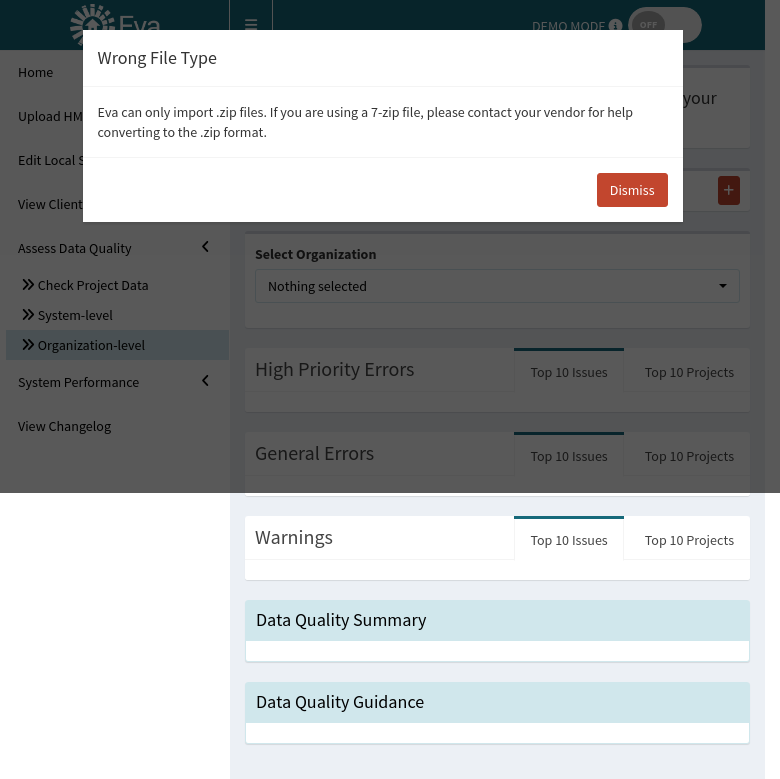 Eva
DEMO MODE
OFF
Wrong File Type
Eva can only import .zip files. If you are using a 7-zip file, please contact your vendor for help
converting to the .zip format.
Dismiss
Home
Upload HM
Edit Local S
View Client
Assess Data Quality
Check Project Data
System-level
Organization-level
System Performance
View Changelog
your
+
Select Organization
Nothing selected
High Priority Errors
Top 10 Issues
Top 10 Projects
General Errors
Top 10 Issues
Top 10 Projects
Warnings
Top 10 Issues
Top 10 Projects
Data Quality Summary
Data Quality Guidance